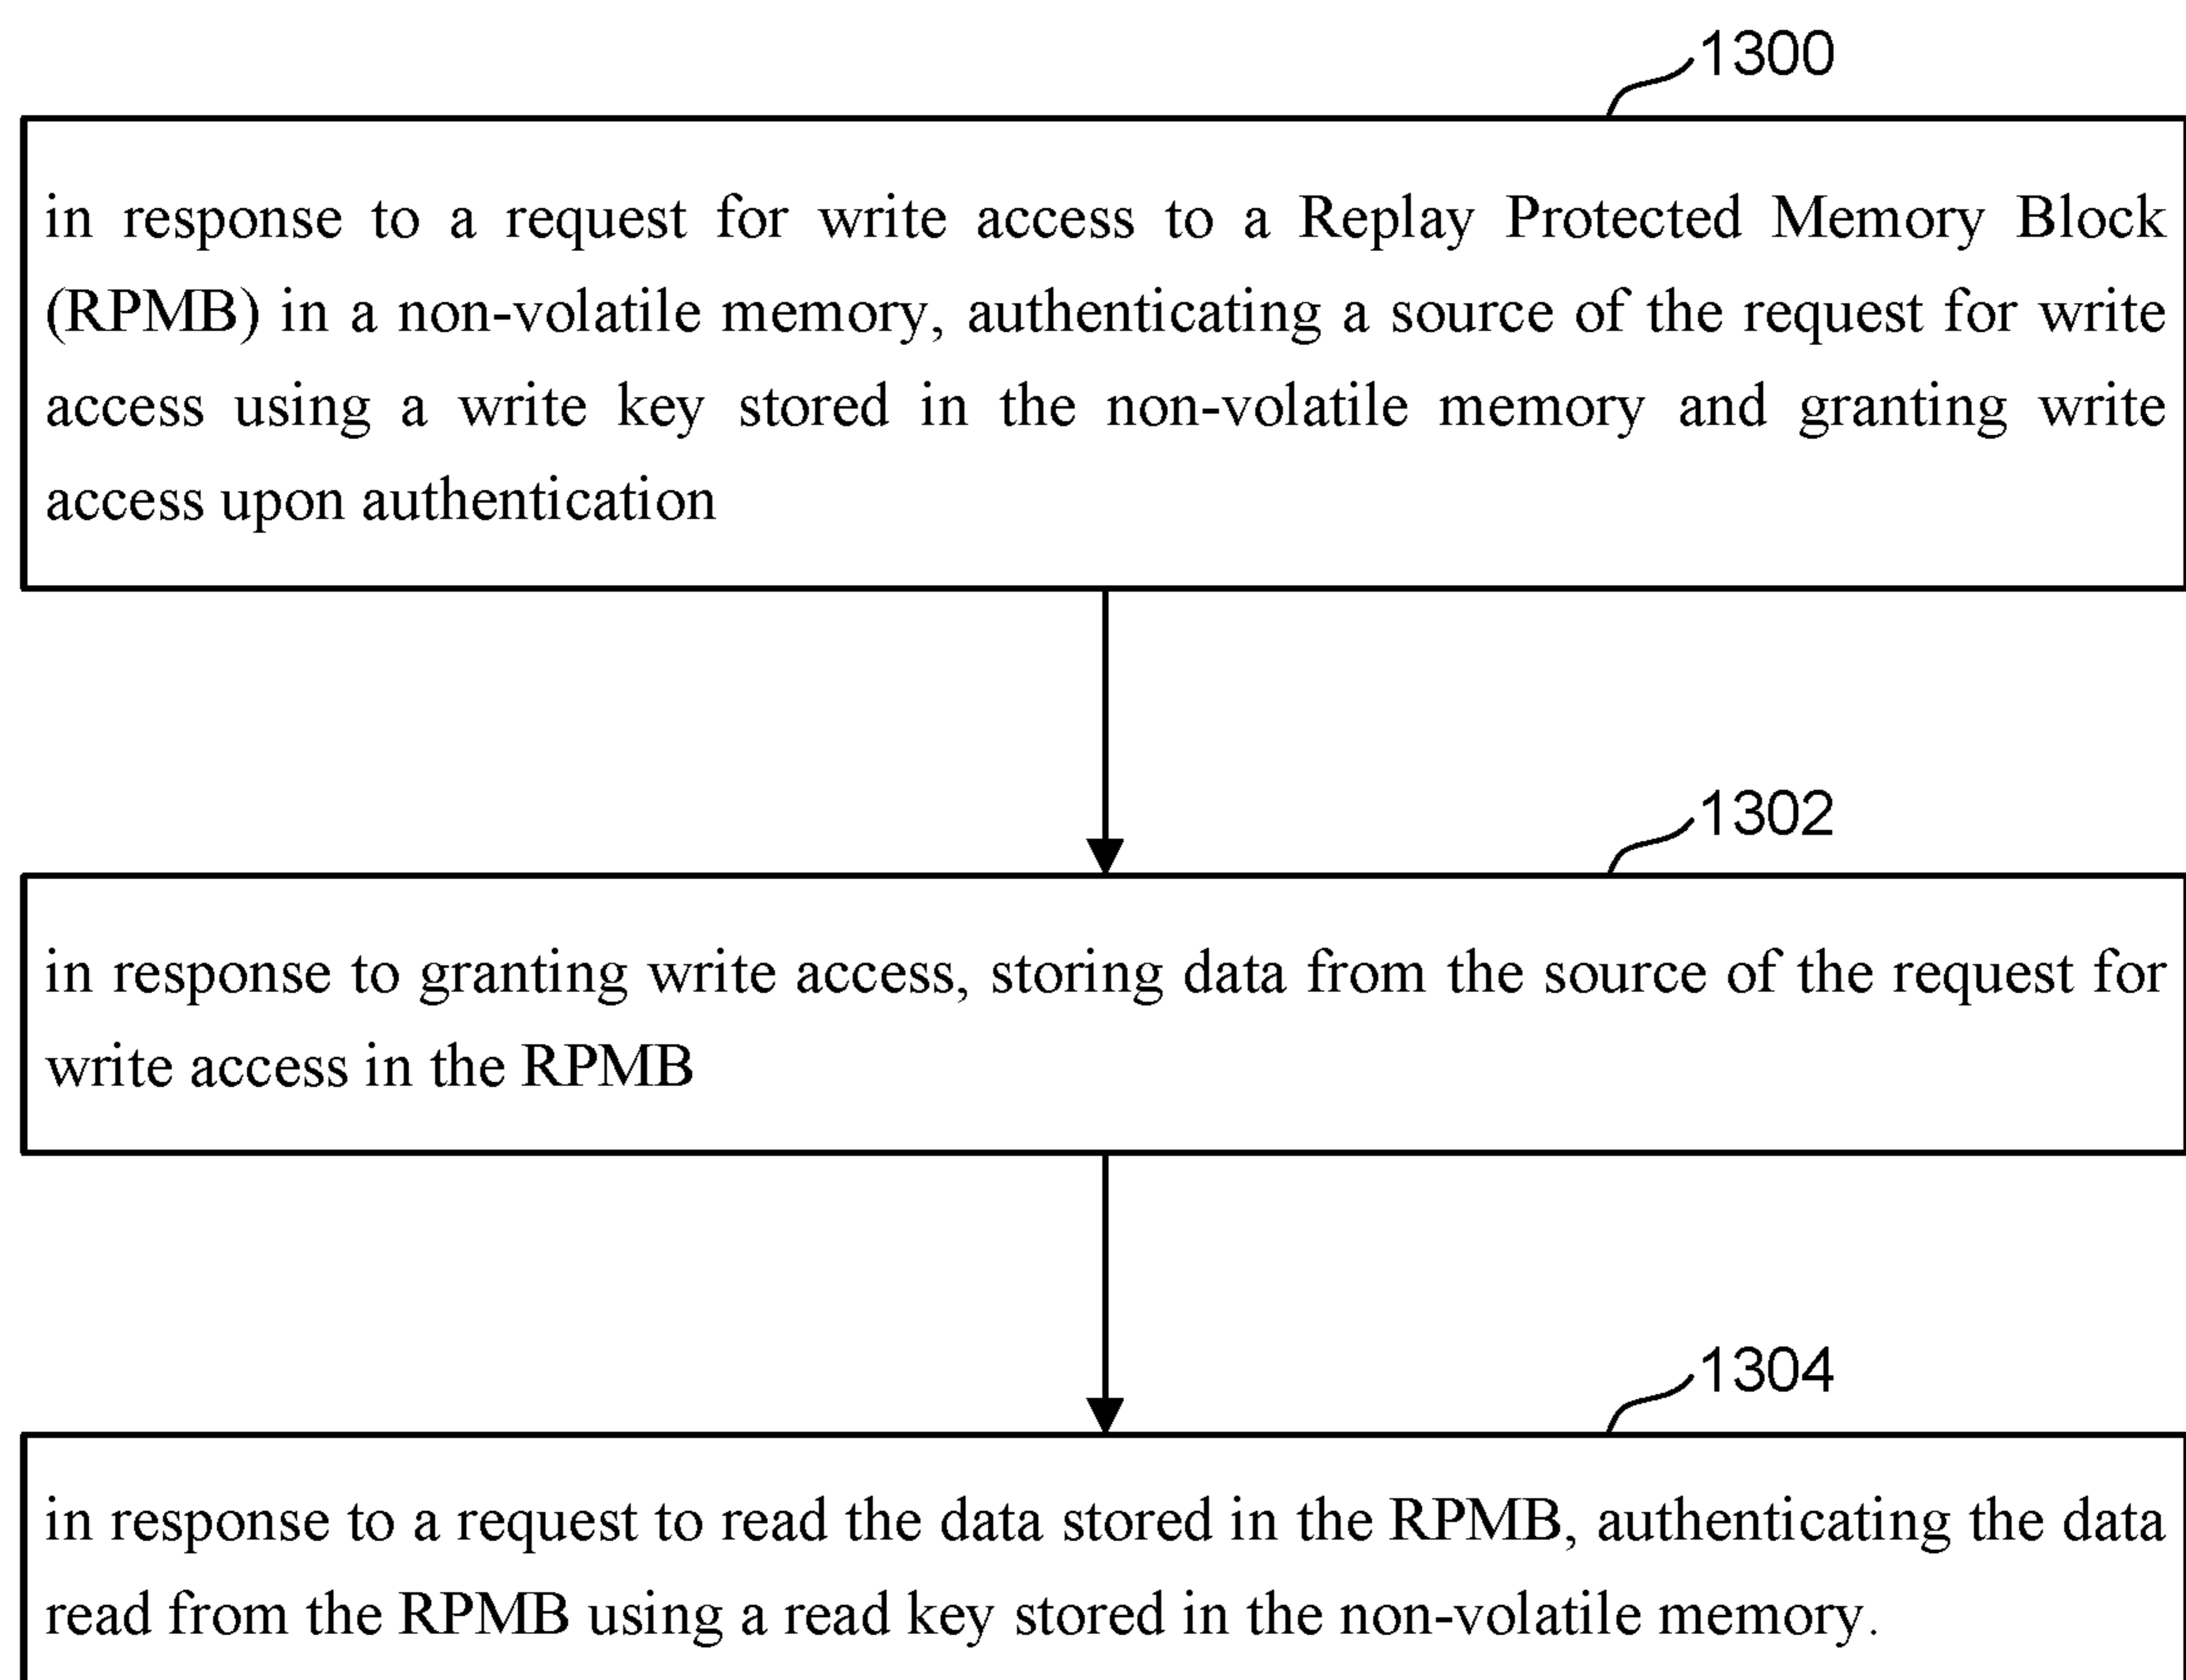 1300
in response to a request for write access to a Replay Protected Memory Block
(RPMB) in a non-volatile memory, authenticating a source of the request for write
access using a write key stored in the non-volatile memory and granting write
access upon authentication
1302
in response to granting write access, storing data from the source of the request for
write access in the RPMB
1304
in response to a request to read the data stored in the RPMB, authenticating the data
read from the RPMB using a read key stored in the non-volatile memory.